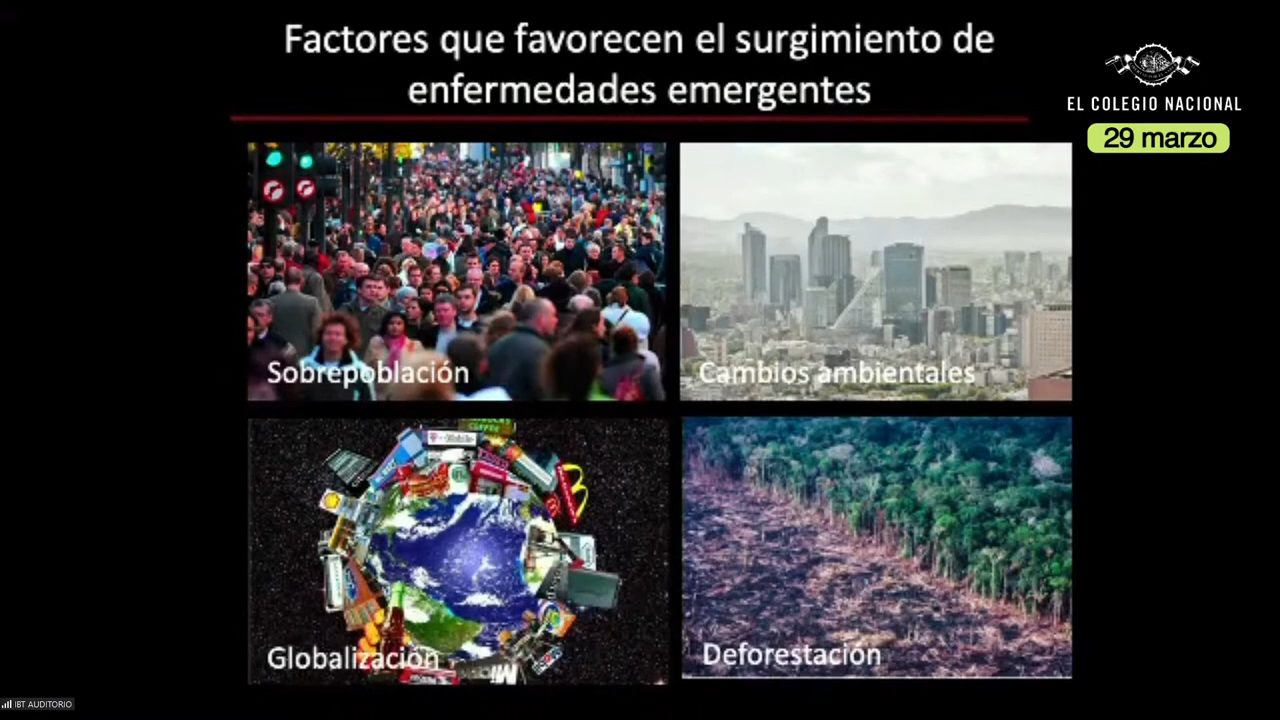 Factores que favorecen el surgimiento de
enfermedades emergentes
EL COLEGIO NACIONAL
29 marzo
Sobrepoblación
Cambios ambientales
T-Mobile
Globalización
Deforestación
IBT AUDITORIO